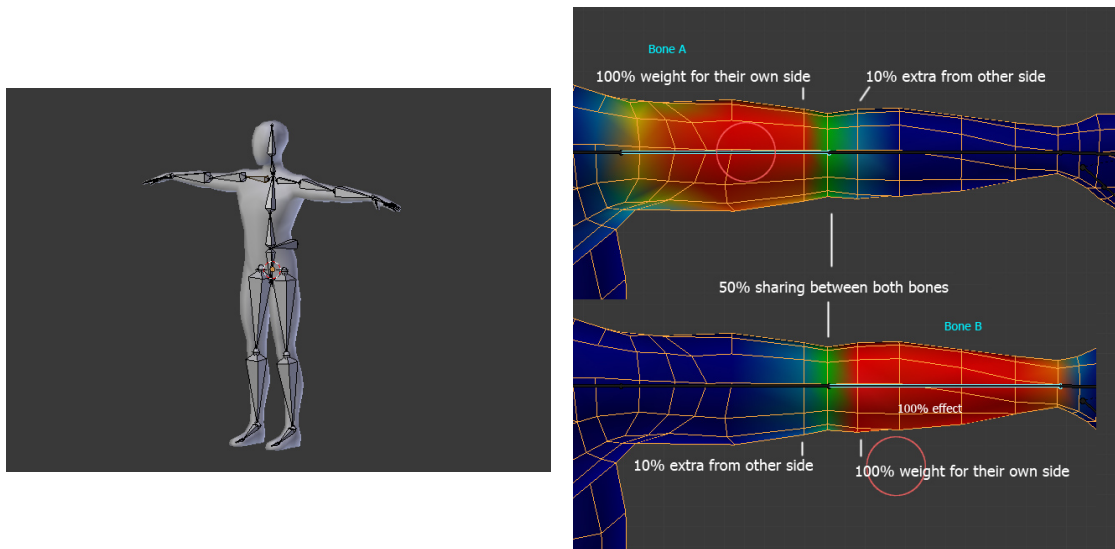 Bone A
100% weight for their own side
10% extra from other side
50% sharing between both bones
Bone B
100% effect
10% extra from other side
100% weight for their own side